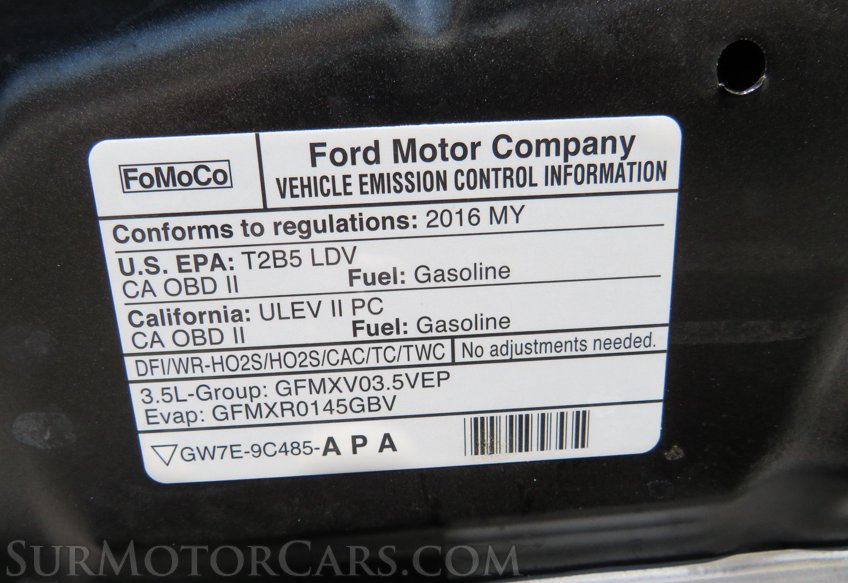 FoMoCo
Ford Motor Company
VEHICLE EMISSION CONTROL INFORMATION
Conforms to regulations: 2016 MY
U.S. EPA: T2B5 LDV
CA OBD II Fuel: Gasoline
California: ULEV II PC
CA OBD II Fuel: Gasoline
DFI/WR-HO2S/HO2S/CAC/TC/TWC No adjustments needed.
3.5L-Group: GFMXV03.5VEP
Evap: GFMXR0145GBV
GW7E-9C485-APA
SURMOTORCARS.COM